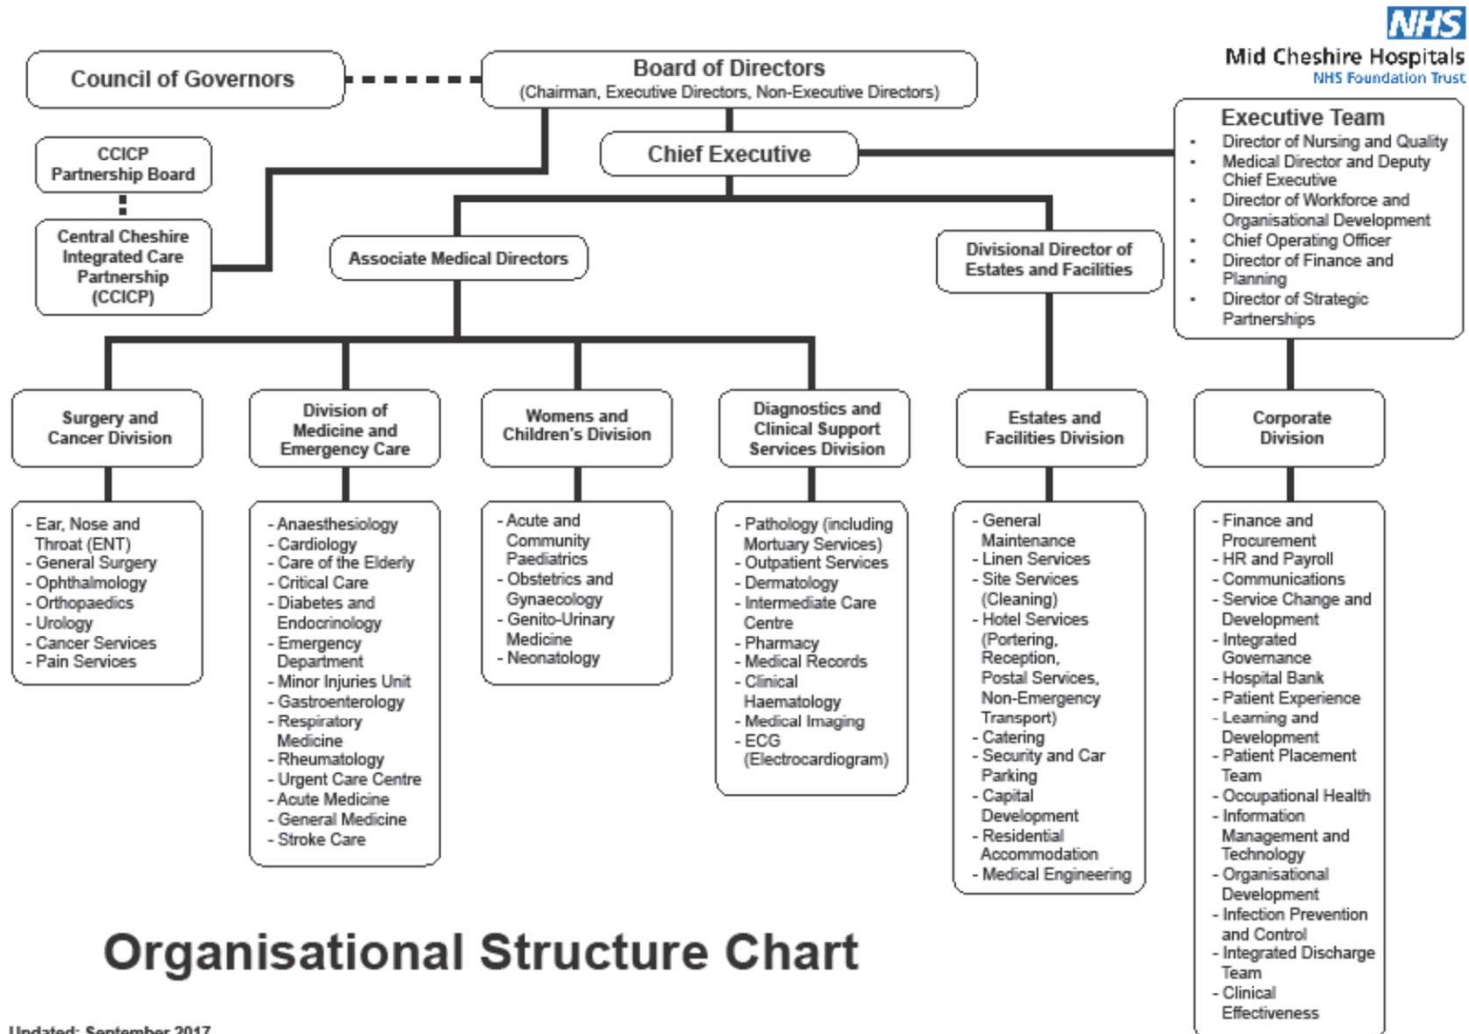 NHS
Mid Cheshire Hospitals
NHS Foundation Trust
Council of Governors
Board of Directors
(Chairman, Executive Directors, Non-Executive Directors)
CCICP
Partnership Board
Chief Executive
Executive Team
• Director of Nursing and Quality
• Medical Director and Deputy
Chief Executive
• Director of Workforce and
Organisational Development
• Chief Operating Officer
• Director of Finance and
Planning
• Director of Strategic
Partnerships
Central Cheshire
Integrated Care
Partnership
(CCICP)
Associate Medical Directors
Divisional Director of
Estates and Facilities
Surgery and
Cancer Division
Division of
Medicine and
Emergency Care
Womens and
Children's Division
Diagnostics and
Clinical Support
Services Division
Estates and
Facilities Division
Corporate
Division
- Ear, Nose and
Throat (ENT)
- General Surgery
- Ophthalmology
- Orthopaedics
- Urology
- Cancer Services
- Pain Services
- Anaesthesiology
- Cardiology
- Care of the Elderly
- Critical Care
- Diabetes and
Endocrinology
- Emergency
Department
- Minor Injuries Unit
- Gastroenterology
- Respiratory
Medicine
- Rheumatology
- Urgent Care Centre
- Acute Medicine
- General Medicine
- Stroke Care
- Acute and
Community
Paediatrics
- Obstetrics and
Gynaecology
- Genito-Urinary
Medicine
- Neonatology
- Pathology (including
Mortuary Services)
- Outpatient Services
- Dermatology
- Intermediate Care
Centre
- Pharmacy
- Medical Records
- Clinical
Haematology
- Medical Imaging
- ECG
(Electrocardiogram)
- General
Maintenance
- Linen Services
- Site Services
(Cleaning)
- Hotel Services
(Portering,
Reception,
Postal Services,
Non-Emergency
Transport)
- Catering
- Security and Car
Parking
- Capital
Development
- Residential
Accommodation
- Medical Engineering
- Finance and
Procurement
- HR and Payroll
- Communications
- Service Change and
Development
- Integrated
Governance
- Hospital Bank
- Patient Experience
- Learning and
Development
- Patient Placement
Team
- Occupational Health
- Information
Management and
Technology
- Organisational
Development
- Infection Prevention
and Control
- Integrated Discharge
Team
- Clinical
Effectiveness
Organisational Structure Chart
Updated: September 2017